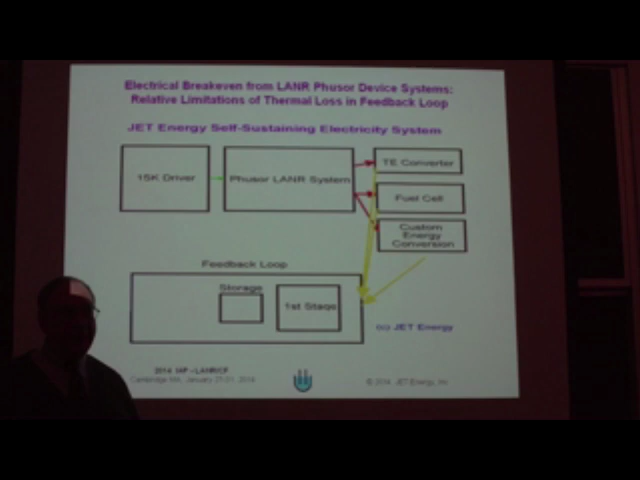 Electrical Breakeven from LANR Phusor Device Systems:
Relative Limitations of Thermal Loss in Feedback Loop
JET Energy Self-Sustaining Electricity System
15K Driver
Phusor LANR System
TE Converter
Fuel Cell
Custom
Energy
Conversion
Feedback Loop
Storage
1st Stage
(c) JET Energy
2014 IAP - LANR/CF
Cambridge MA, January 27-31, 2014
© 2014 JET Energy, Inc